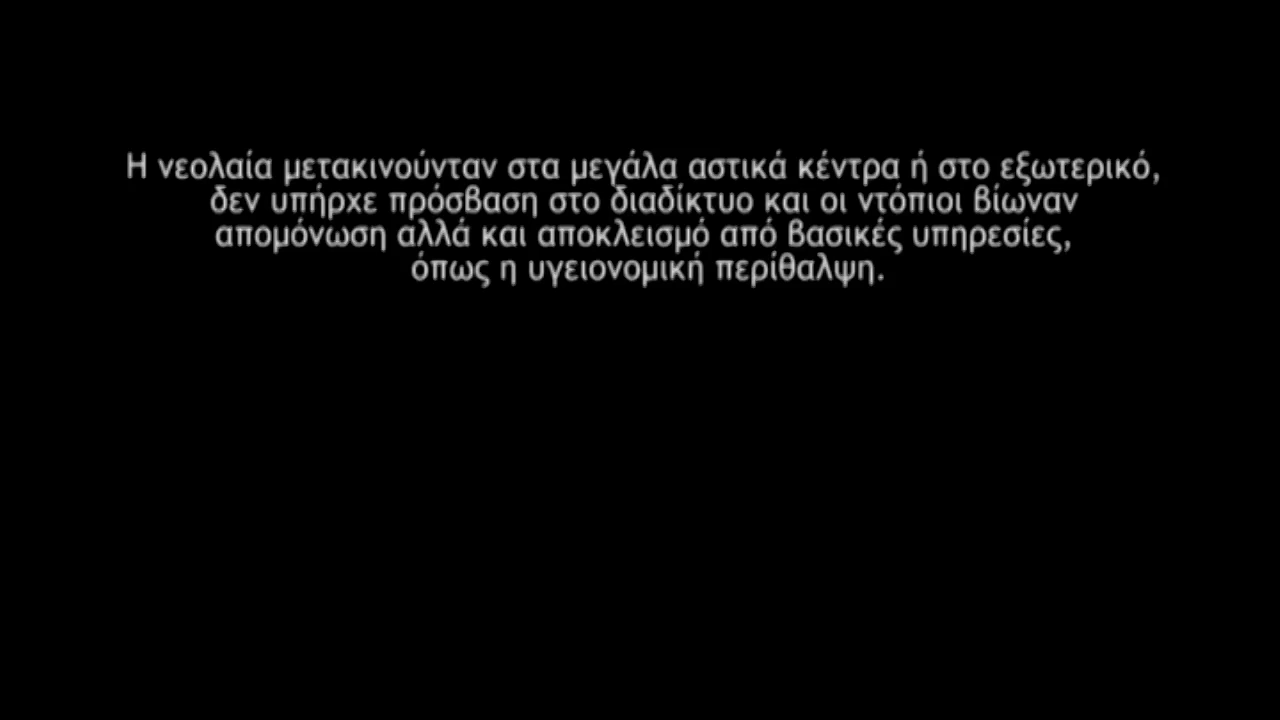 Η νεολαία μετακινούνταν στα μεγάλα αστικά κέντρα ή στο εξωτερικό,
δεν υπήρχε πρόσβαση στο διαδίκτυο και οι ντόπιοι βίωναν
απομόνωση αλλά και αποκλεισμό από βασικές υπηρεσίες,
όπως η υγειονομική περίθαλψη.